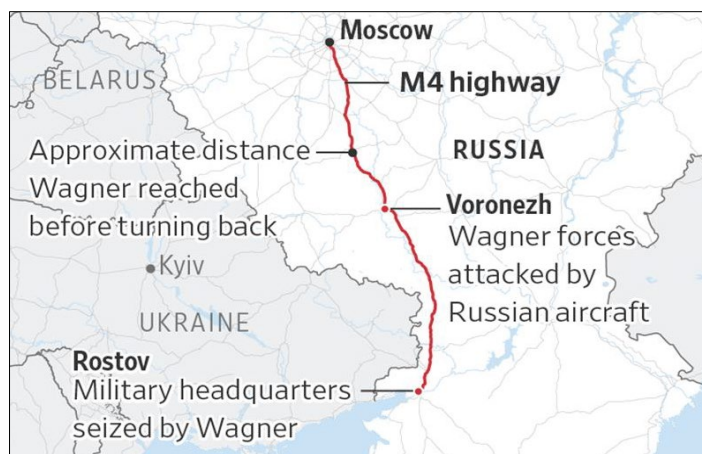 Moscow
BELARUS
M4 highway
Approximate distance
Wagner reached
before turning back
RUSSIA
Voronezh
Wagner forces
attacked by
Russian aircraft
Kyiv
UKRAINE
Rostov
Military headquarters
seized by Wagner